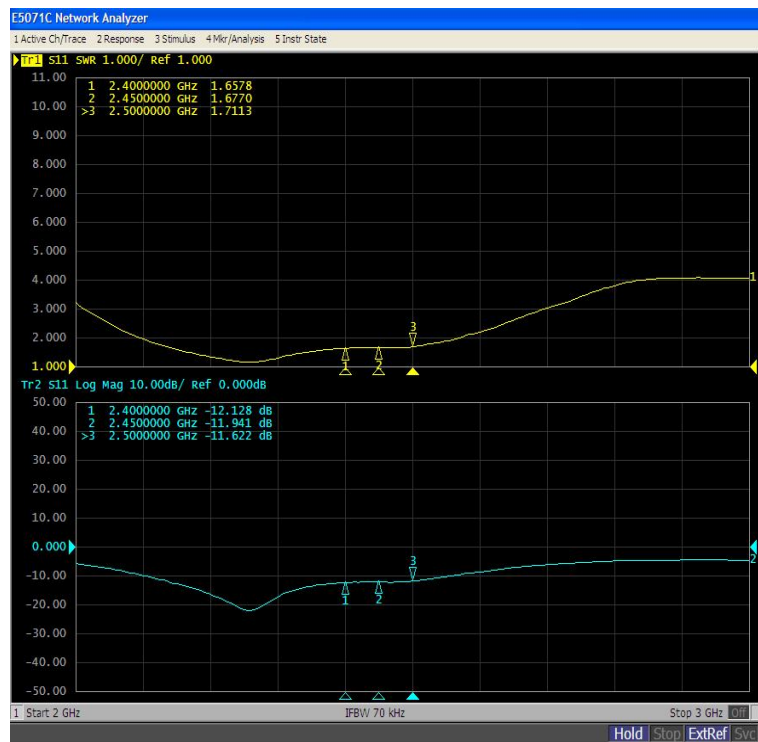 E5071C Network Analyzer
1 Active Ch/Trace 2 Response 3 Stimulus 4 Mkr/Analysis 5 Instr State
Tr1 S11 SWR 1.000/ Ref 1.000
11.00
1 2.4000000 GHz 1.6578
2 2.4500000 GHz 1.6770
>3 2.5000000 GHz 1.7113
10.00
9.000
8.000
7.000
6.000
5.000
4.000
1
3.000
3
2.000
1 2
1.000
Tr2 S11 Log Mag 10.00dB/ Ref 0.000dB
50.00
1 2.4000000 GHz -12.128 dB
2 2.4500000 GHz -11.941 dB
>3 2.5000000 GHz -11.622 dB
40.00
30.00
20.00
10.00
0.000
3
2
-10.00
1 2
-20.00
-30.00
-40.00
-50.00
1 Start 2 GHz IFBW 70 kHz Stop 3 GHz Off
Hold Stop ExtRef Svc